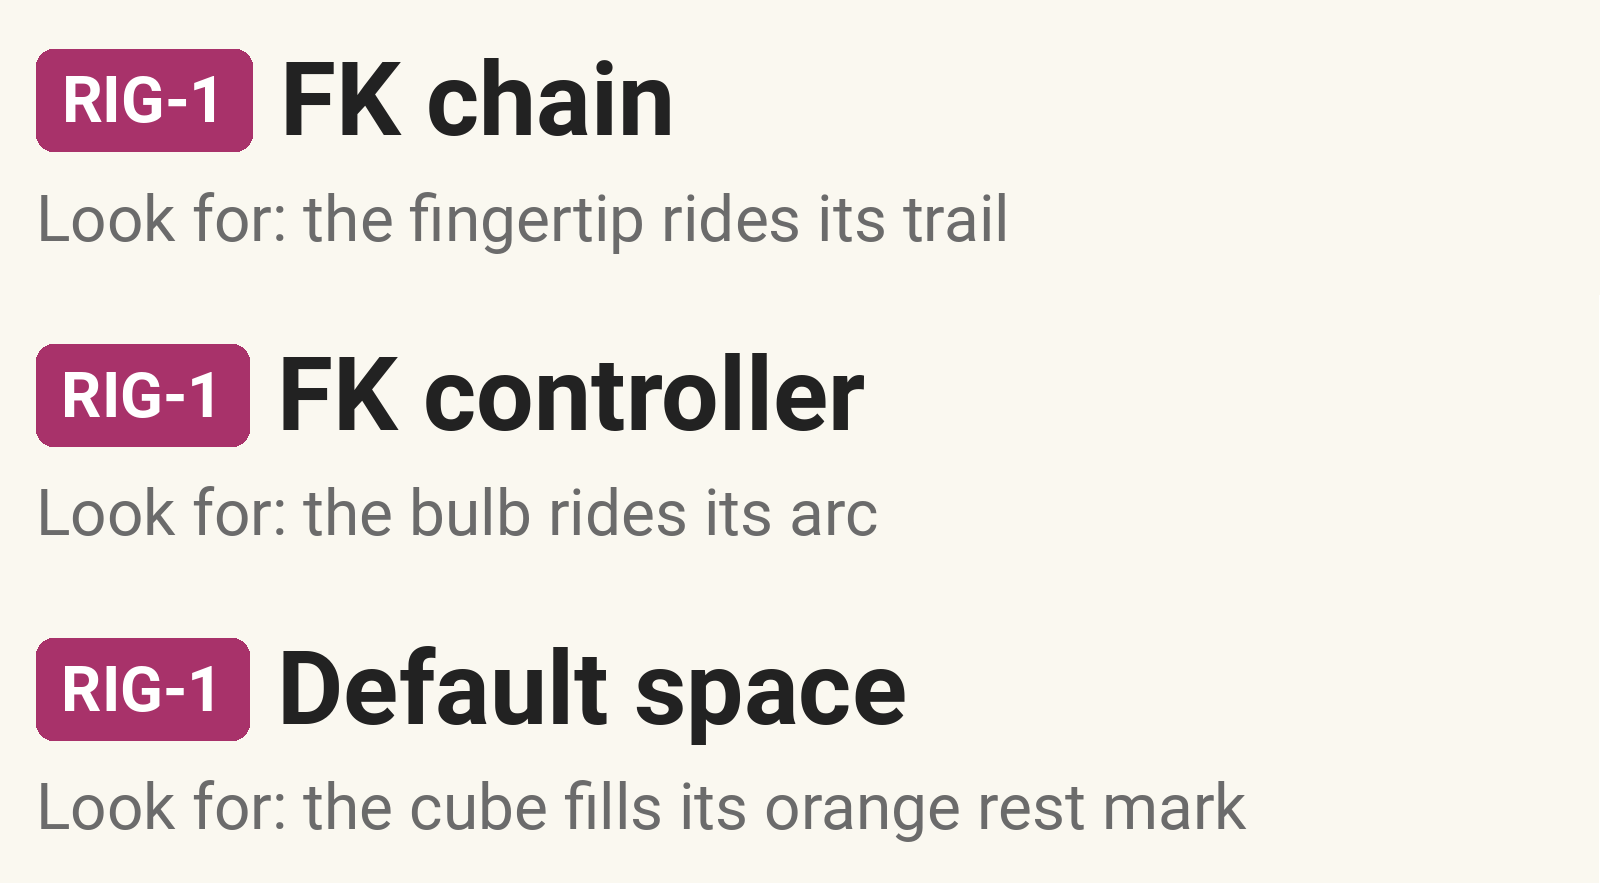 RIG-1 FK chain
Look for: the fingertip rides its trail
RIG-1 FK controller
Look for: the bulb rides its arc
RIG-1 Default space
Look for: the cube fills its orange rest mark